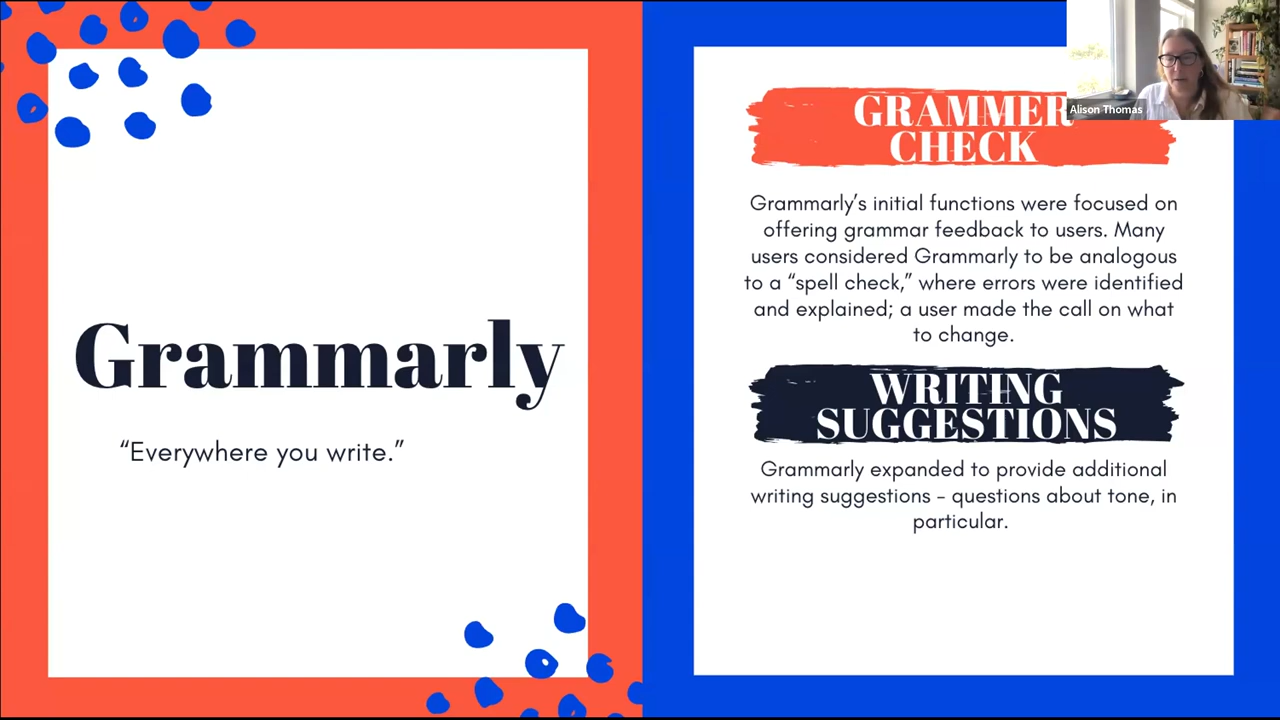 Grammarly
“Everywhere you write.”
Alison Thomas
GRAMMER
CHECK
Grammarly’s initial functions were focused on
offering grammar feedback to users. Many
users considered Grammarly to be analogous
to a “spell check,” where errors were identified
and explained; a user made the call on what
to change.
WRITING
SUGGESTIONS
Grammarly expanded to provide additional
writing suggestions - questions about tone, in
particular.